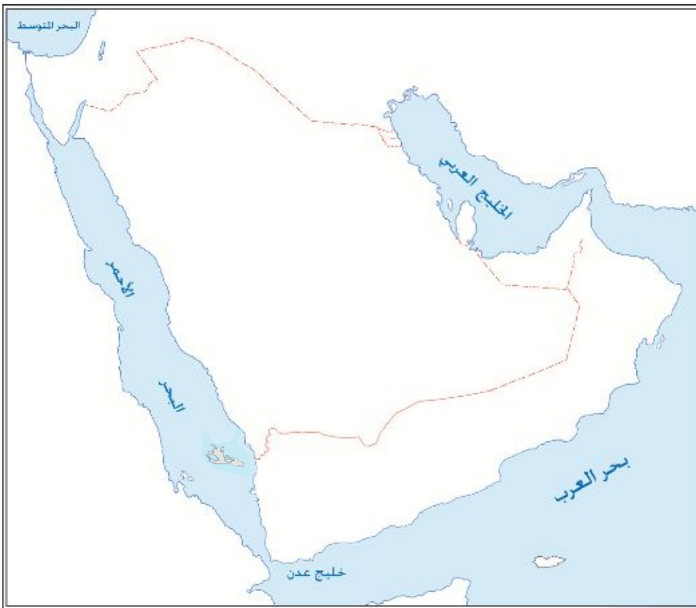 البحر المتوسط
الخليج العربي
الأحمر
البحر
بحر العرب
خليج عدن